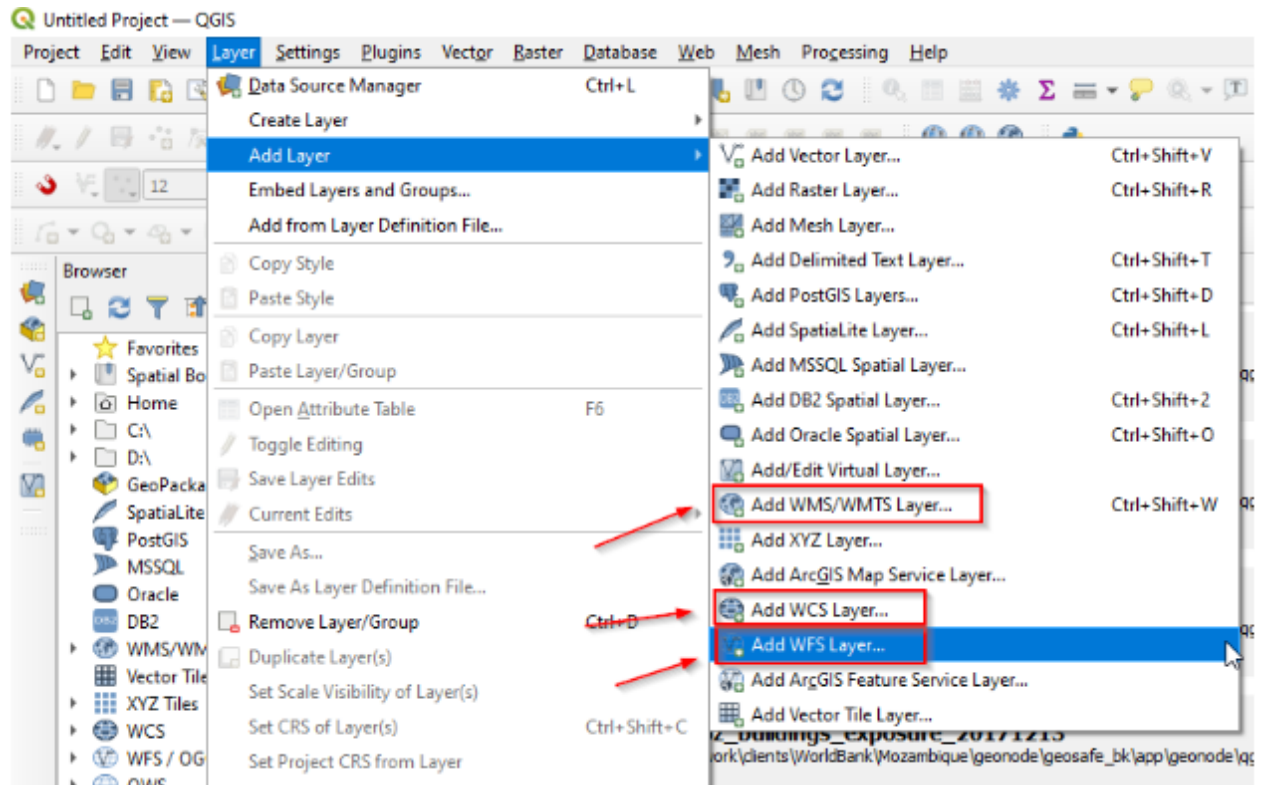 Untitled Project — QGIS
Project Edit View Layer Settings Plugins Vector Raster Database Web Mesh Processing Help
Data Source Manager Ctrl+L
Create Layer
Add Layer
12
Embed Layers and Groups...
Add from Layer Definition File...
Copy Style
Paste Style
Copy Layer
Paste Layer/Group
Open Attribute Table F6
Toggle Editing
Save Layer Edits
Current Edits
Save As...
Save As Layer Definition File...
Remove Layer/Group Ctrl+D
Duplicate Layer(s)
Set Scale Visibility of Layer(s)
Set CRS of Layer(s) Ctrl+Shift+C
Set Project CRS from Layer
Add Vector Layer... Ctrl+Shift+V
Add Raster Layer... Ctrl+Shift+R
Add Mesh Layer...
Add Delimited Text Layer... Ctrl+Shift+T
Add PostGIS Layers... Ctrl+Shift+D
Add SpatiaLite Layer... Ctrl+Shift+L
Add MSSQL Spatial Layer...
Add DB2 Spatial Layer... Ctrl+Shift+2
Add Oracle Spatial Layer... Ctrl+Shift+O
Add/Edit Virtual Layer...
Add WMS/WMTS Layer... Ctrl+Shift+W
Add XYZ Layer...
Add ArcGIS Map Service Layer...
Add WCS Layer...
Add WFS Layer...
Add ArcGIS Feature Service Layer...
Add Vector Tile Layer...
Browser
Favorites
Spatial Bo
Home
C:\
D:\
GeoPacka
SpatiaLite
PostGIS
MSSQL
Oracle
DB2
WMS/WM
Vector Tile
XYZ Tiles
WCS
WFS / OG
OWS
z_buildings_exposure_20171213
ork\clients\WorldBank\Mozambique\geonode\geosafe_bk\app\geonode\qg